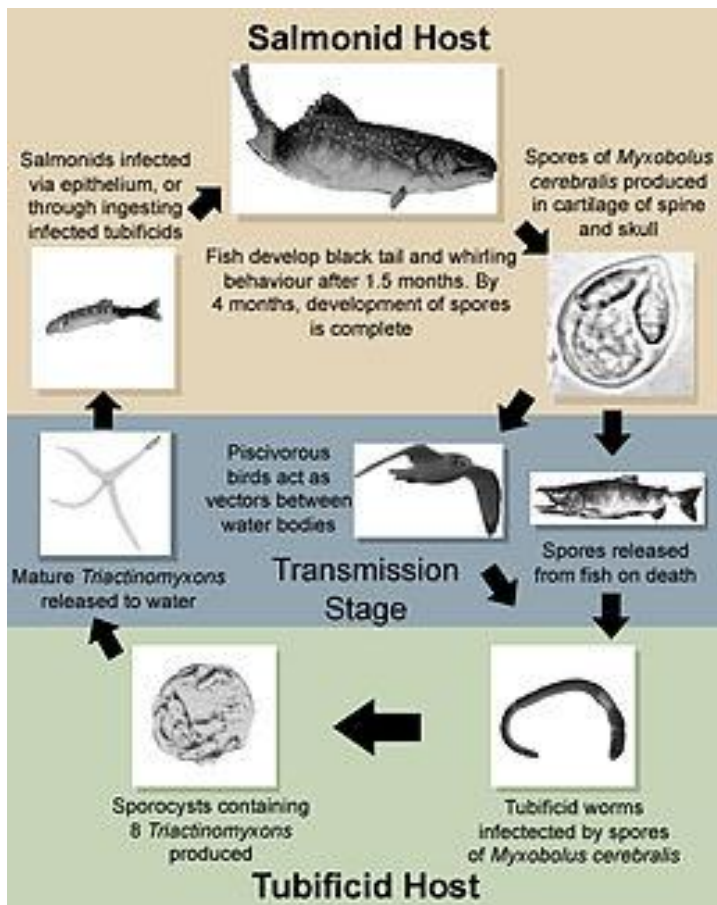 Salmonid Host
Salmonids infected
via epithelium, or
through ingesting
infected tubificids
Spores of Myxobolus
cerebralis produced
in cartilage of spine
and skull
Fish develop black tail and whirling
behaviour after 1.5 months. By
4 months, development of spores
is complete
Piscivorous
birds act as
vectors between
water bodies
Spores released
from fish on death
Mature Triactinomyxons
released to water
Transmission
Stage
Sporocysts containing
8 Triactinomyxons
produced
Tubificid worms
infectected by spores
of Myxobolus cerebralis
Tubificid Host